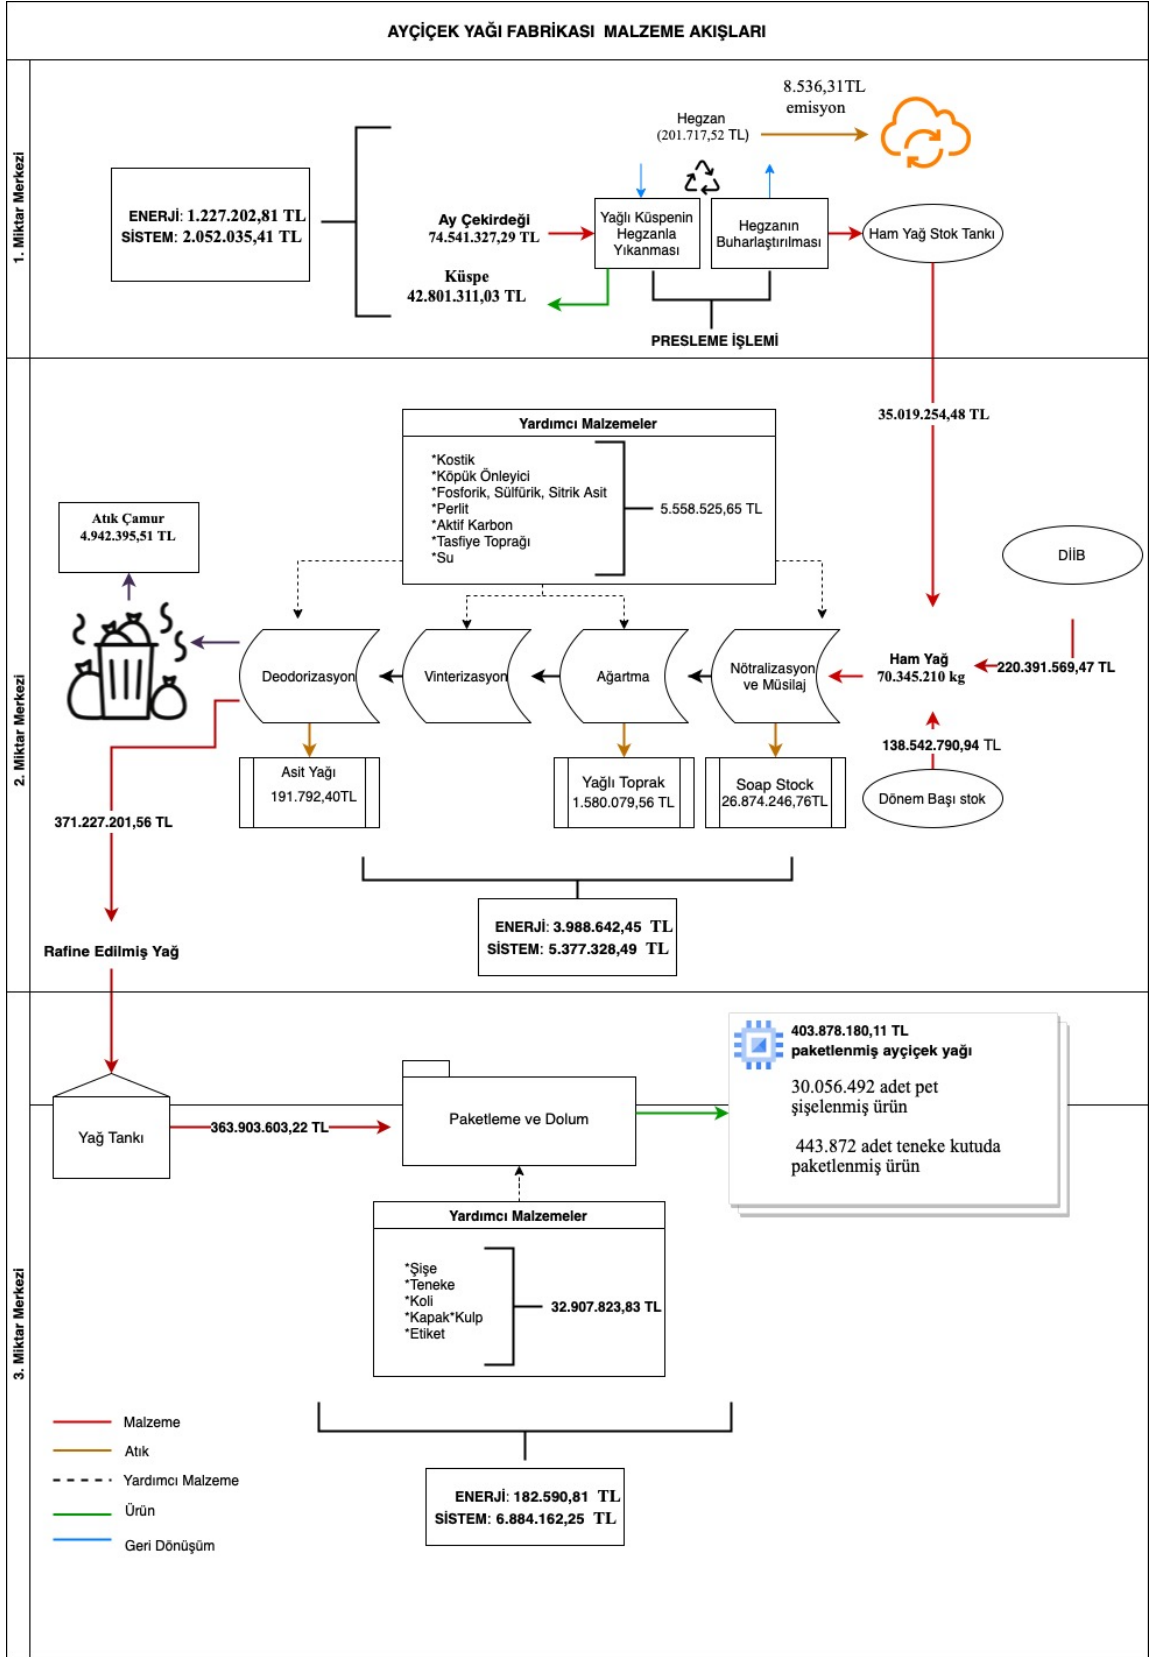 AYÇİÇEK YAĞI FABRİKASI MALZEME AKIŞLARI
1. Miktar Merkezi
8.536,31TL
emisyon
Hegzan
(201.717,52 TL)
ENERJİ: 1.227.202,81 TL
SİSTEM: 2.052.035,41 TL
Ay Çekirdeği
74.541.327,29 TL
Küspe
42.801.311,03 TL
Yağlı Küspenin
Hegzanla
Yıkanması
Hegzanın
Buharlaştırılması
Ham Yağ Stok Tankı
PRESLEME İŞLEMİ
2. Miktar Merkezi
35.019.254,48 TL
Yardımcı Malzemeler
*Kostik
*Köpük Önleyici
*Fosforik, Sülfürik, Sitrik Asit
*Perlit
*Aktif Karbon
*Tasfiye Toprağı
*Su
5.558.525,65 TL
Atık Çamur
4.942.395,51 TL
DİİB
Deodorizasyon
Vinterizasyon
Ağartma
Nötralizasyon
ve Müsilaj
Ham Yağ
70.345.210 kg
220.391.569,47 TL
138.542.790,94 TL
Dönem Başı stok
Asit Yağı
191.792,40TL
Yağlı Toprak
1.580.079,56 TL
Soap Stock
26.874.246,76TL
371.227.201,56 TL
ENERJİ: 3.988.642,45 TL
SİSTEM: 5.377.328,49 TL
Rafine Edilmiş Yağ
3. Miktar Merkezi
403.878.180,11 TL
paketlenmiş ayçiçek yağı
30.056.492 adet pet
şişelenmiş ürün
443.872 adet teneke kutuda
paketlenmiş ürün
Yağ Tankı
363.903.603,22 TL
Paketleme ve Dolum
Yardımcı Malzemeler
*Şişe
*Teneke
*Koli
*Kapak*Kulp
*Etiket
32.907.823,83 TL
Malzeme
Atık
Yardımcı Malzeme
Ürün
Geri Dönüşüm
ENERJİ: 182.590,81 TL
SİSTEM: 6.884.162,25 TL